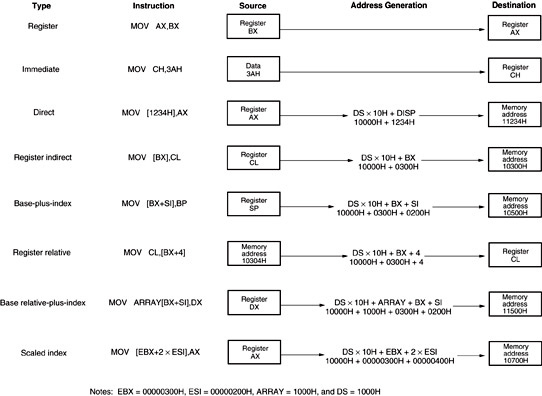 Type Instruction Source Address Generation Destination
Register MOV AX,BX Register BX Register AX
Immediate MOV CH,3AH Data 3AH Register CH
Direct MOV [1234H],AX Register AX DS × 10H + DISP 10000H + 1234H Memory address 11234H
Register indirect MOV [BX],CL Register CL DS × 10H + BX 10000H + 0300H Memory address 10300H
Base-plus-index MOV [BX+SI],BP Register SP DS × 10H + BX + SI 10000H + 0300H + 0200H Memory address 10500H
Register relative MOV CL,[BX+4] Memory address 10304H DS × 10H + BX + 4 10000H + 0300H + 4 Register CL
Base relative-plus-index MOV ARRAY[BX+SI],DX Register DX DS × 10H + ARRAY + BX + SI 10000H + 1000H + 0300H + 0200H Memory address 11500H
Scaled index MOV [EBX+2 × ESI],AX Register AX DS × 10H + EBX + 2 × ESI 10000H + 00000300H + 00000400H Memory address 10700H
Notes: EBX = 00000300H, ESI = 00000200H, ARRAY = 1000H, and DS = 1000H